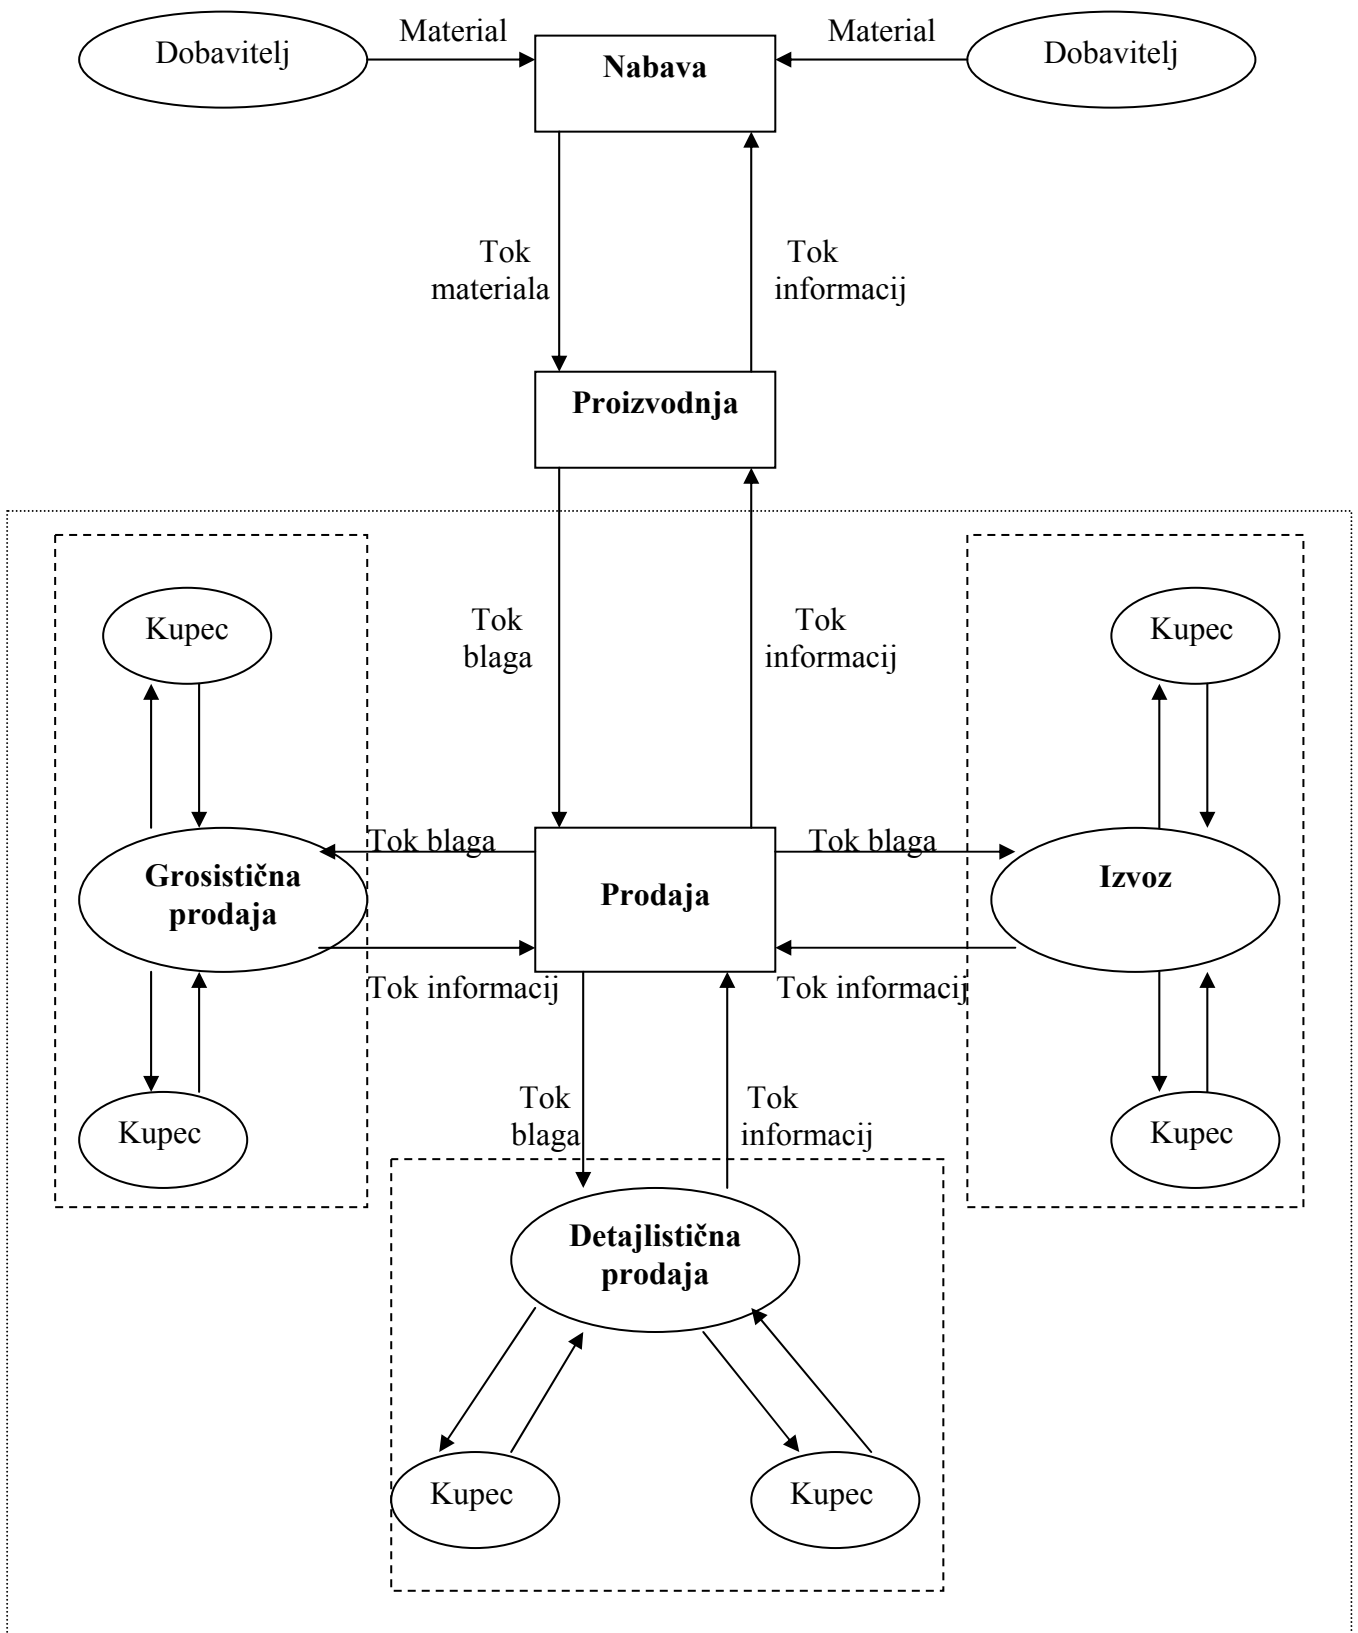 Dobavitelj
Material
Nabava
Material
Dobavitelj
Tok
materiala
Tok
informacij
Proizvodnja
Tok
blaga
Tok
informacij
Kupec
Kupec
Tok blaga
Tok blaga
Grosistična
prodaja
Prodaja
Izvoz
Tok informacij
Tok informacij
Kupec
Tok
blaga
Tok
informacij
Kupec
Detajlistična
prodaja
Kupec
Kupec